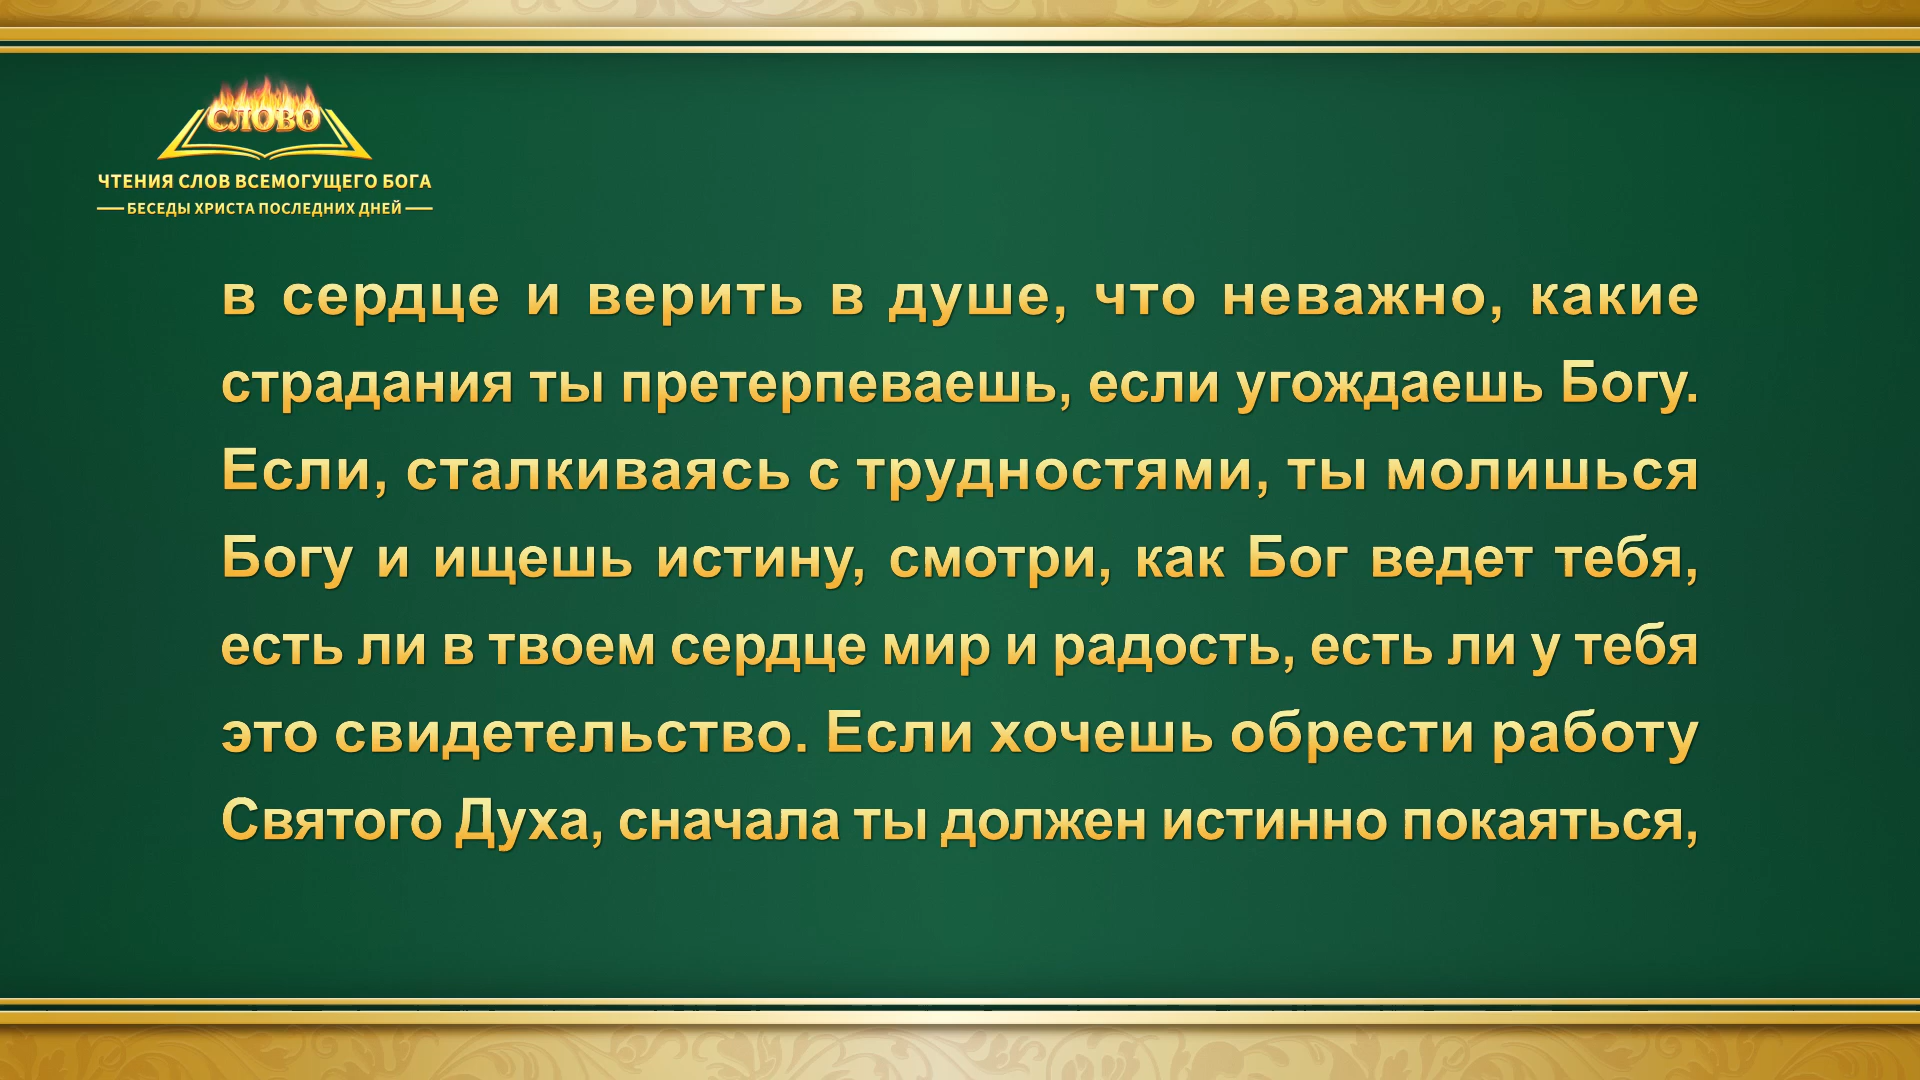 СЛОВО
ЧТЕНИЯ СЛОВ ВСЕМОГУЩЕГО БОГА
БЕСЕДЫ ХРИСТА ПОСЛЕДНИХ ДНЕЙ
в сердце и верить в душе, что неважно, какие
страдания ты претерпеваешь, если угождаешь Богу.
Если, сталкиваясь с трудностями, ты молишься
Богу и ищешь истину, смотри, как Бог ведет тебя,
есть ли в твоем сердце мир и радость, есть ли у тебя
это свидетельство. Если хочешь обрести работу
Святого Духа, сначала ты должен истинно покаяться,